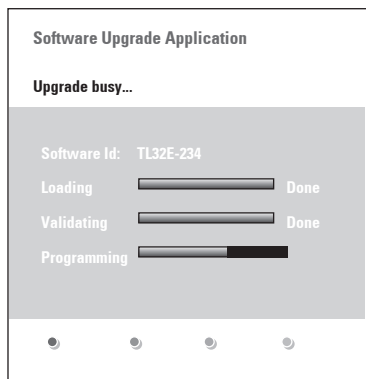 Software Upgrade Application
Upgrade busy...
Software Id: TL32E-234
Loading Done
Validating Done
Programming